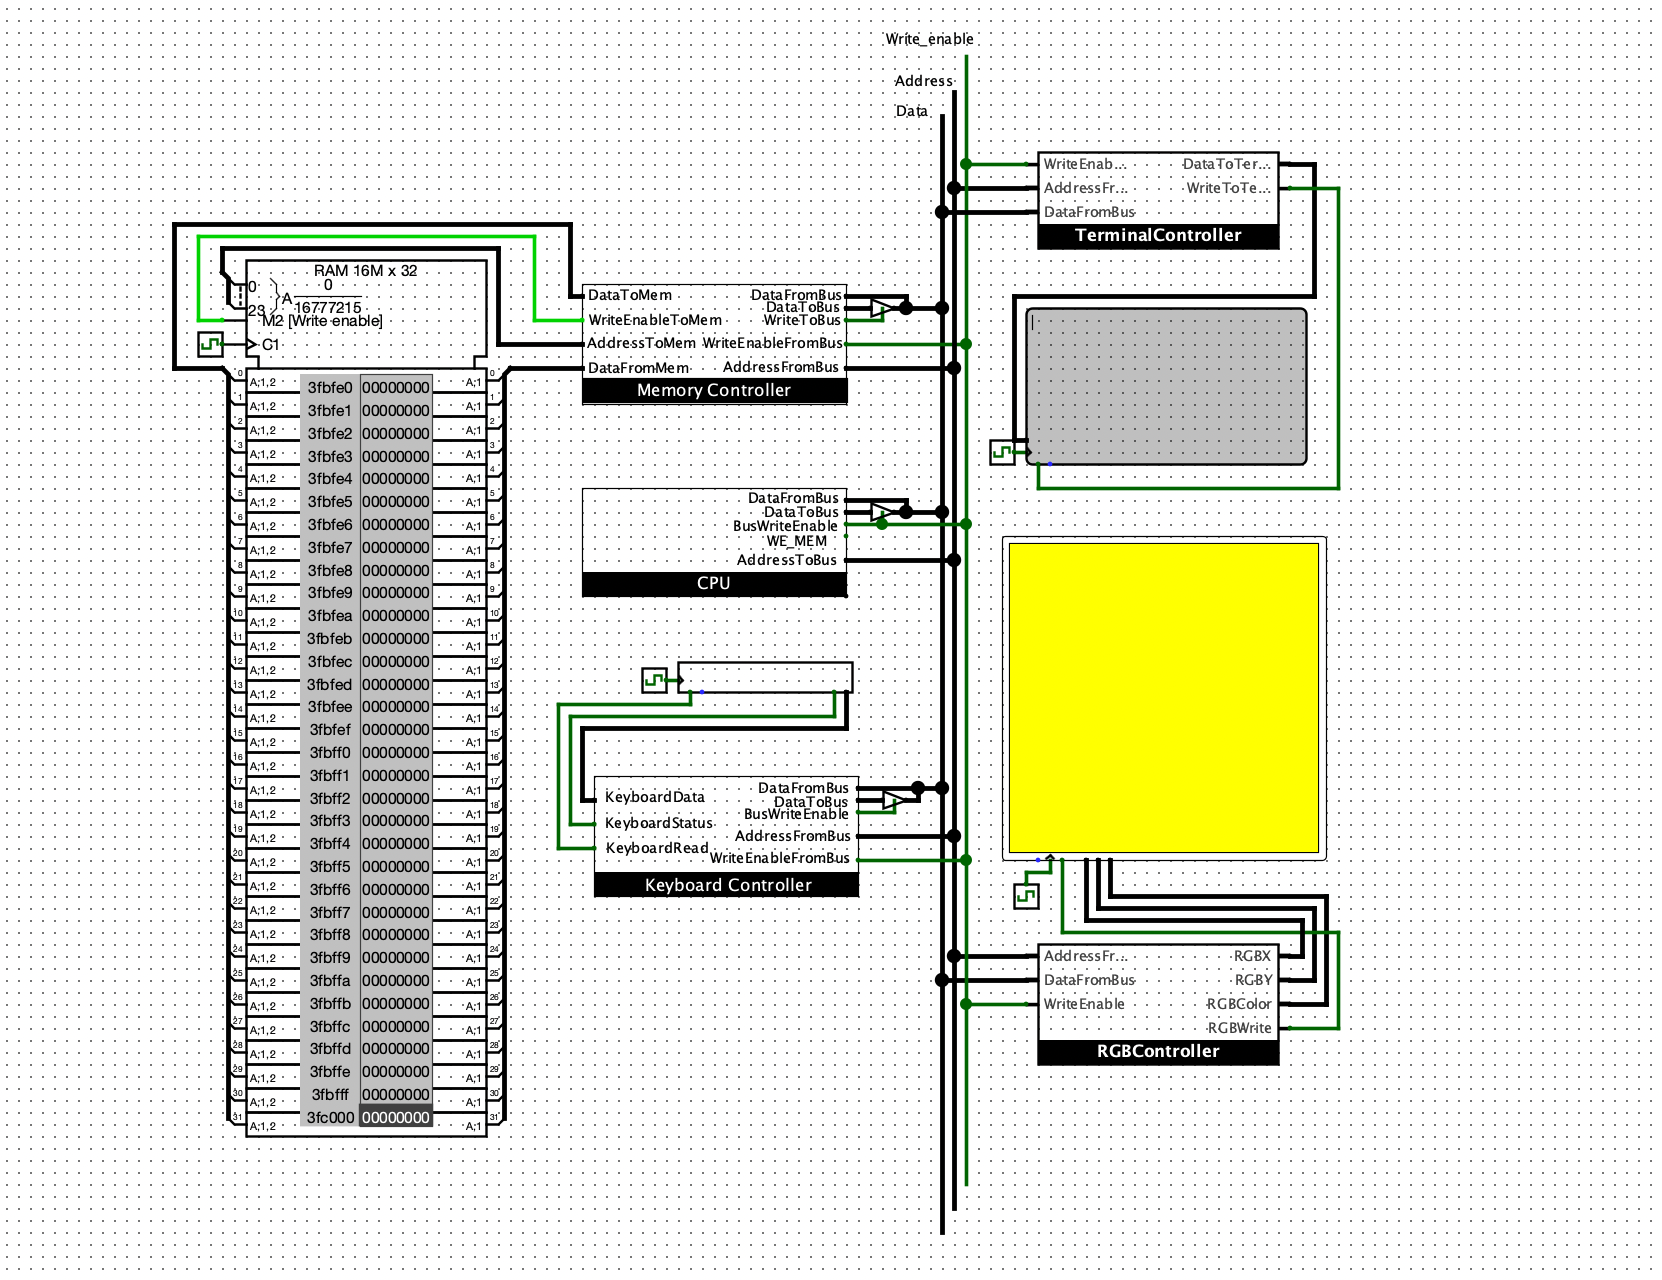 Write_enable
Address
Data
WriteEnab...
DataToTer...
AddressFr...
WriteToTe...
DataFromBus
TerminalController
RAM 16M x 32
0
23
A
0
16777215
M2 [Write enable]
C1
DataToMem
DataFromBus
DataToBus
WriteEnableToMem
WriteToBus
AddressToMem
WriteEnableFromBus
DataFromMem
AddressFromBus
Memory Controller
0 A;1,2 3fbfe0 00000000 A;1 0
1 A;1,2 3fbfe1 00000000 A;1 1
2 A;1,2 3fbfe2 00000000 A;1 2
3 A;1,2 3fbfe3 00000000 A;1 3
4 A;1,2 3fbfe4 00000000 A;1 4
5 A;1,2 3fbfe5 00000000 A;1 5
6 A;1,2 3fbfe6 00000000 A;1 6
7 A;1,2 3fbfe7 00000000 A;1 7
8 A;1,2 3fbfe8 00000000 A;1 8
9 A;1,2 3fbfe9 00000000 A;1 9
10 A;1,2 3fbfea 00000000 A;1 10
11 A;1,2 3fbfeb 00000000 A;1 11
12 A;1,2 3fbfec 00000000 A;1 12
13 A;1,2 3fbfed 00000000 A;1 13
14 A;1,2 3fbfee 00000000 A;1 14
15 A;1,2 3fbfef 00000000 A;1 15
16 A;1,2 3fbff0 00000000 A;1 16
17 A;1,2 3fbff1 00000000 A;1 17
18 A;1,2 3fbff2 00000000 A;1 18
19 A;1,2 3fbff3 00000000 A;1 19
20 A;1,2 3fbff4 00000000 A;1 20
21 A;1,2 3fbff5 00000000 A;1 21
22 A;1,2 3fbff6 00000000 A;1 22
23 A;1,2 3fbff7 00000000 A;1 23
24 A;1,2 3fbff8 00000000 A;1 24
25 A;1,2 3fbff9 00000000 A;1 25
26 A;1,2 3fbffa 00000000 A;1 26
27 A;1,2 3fbffb 00000000 A;1 27
28 A;1,2 3fbffc 00000000 A;1 28
29 A;1,2 3fbffd 00000000 A;1 29
30 A;1,2 3fbffe 00000000 A;1 30
31 A;1,2 3fbfff 00000000 A;1 31
3fc000 00000000
DataFromBus
DataToBus
BusWriteEnable
WE_MEM
AddressToBus
CPU
KeyboardData
DataFromBus
DataToBus
BusWriteEnable
KeyboardStatus
AddressFromBus
KeyboardRead
WriteEnableFromBus
Keyboard Controller
AddressFr...
RGBX
DataFromBus
RGBY
WriteEnable
RGBColor
RGBWrite
RGBController